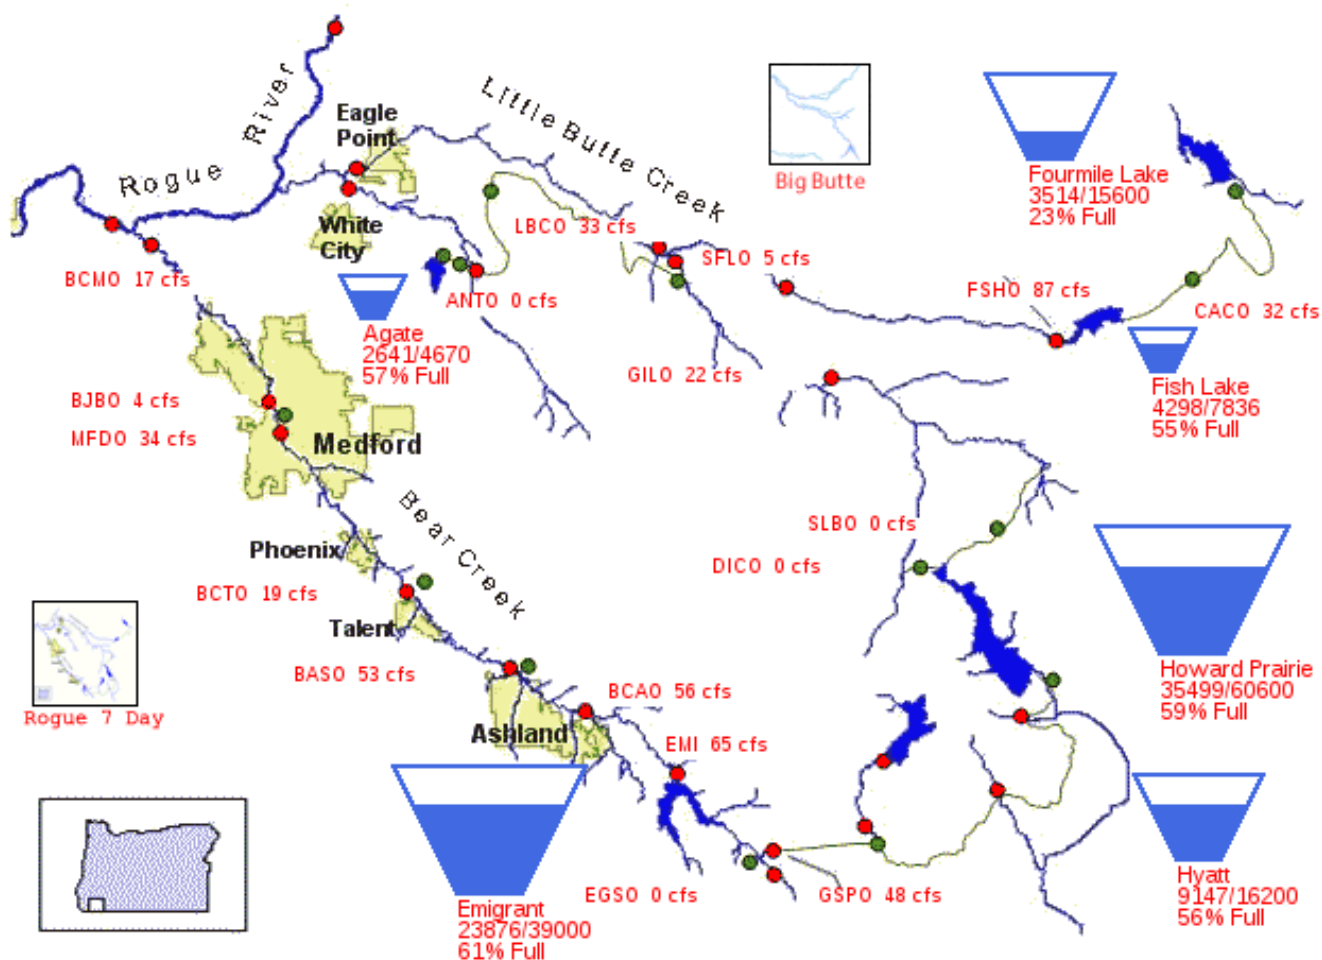 Rogue River
Eagle
Point
Little Butte Creek
Big Butte
Fourmile Lake
3514/15600
23% Full
White
City
LBCO 33 cfs
SFLO 5 cfs
BCMO 17 cfs
ANTO 0 cfs
FSHO 87 cfs
CACO 32 cfs
Agate
2641/4670
57% Full
GILO 22 cfs
Fish Lake
4298/7836
55% Full
BJBO 4 cfs
MFDO 34 cfs
Medford
Bear Creek
SLBO 0 cfs
DICO 0 cfs
Phoenix
BCTO 19 cfs
Talent
Howard Prairie
35499/60600
59% Full
BASO 53 cfs
BCAO 56 cfs
Rogue 7 Day
Ashland
EMI 65 cfs
EGSO 0 cfs
GSPO 48 cfs
Hyatt
9147/16200
56% Full
Emigrant
23876/39000
61% Full